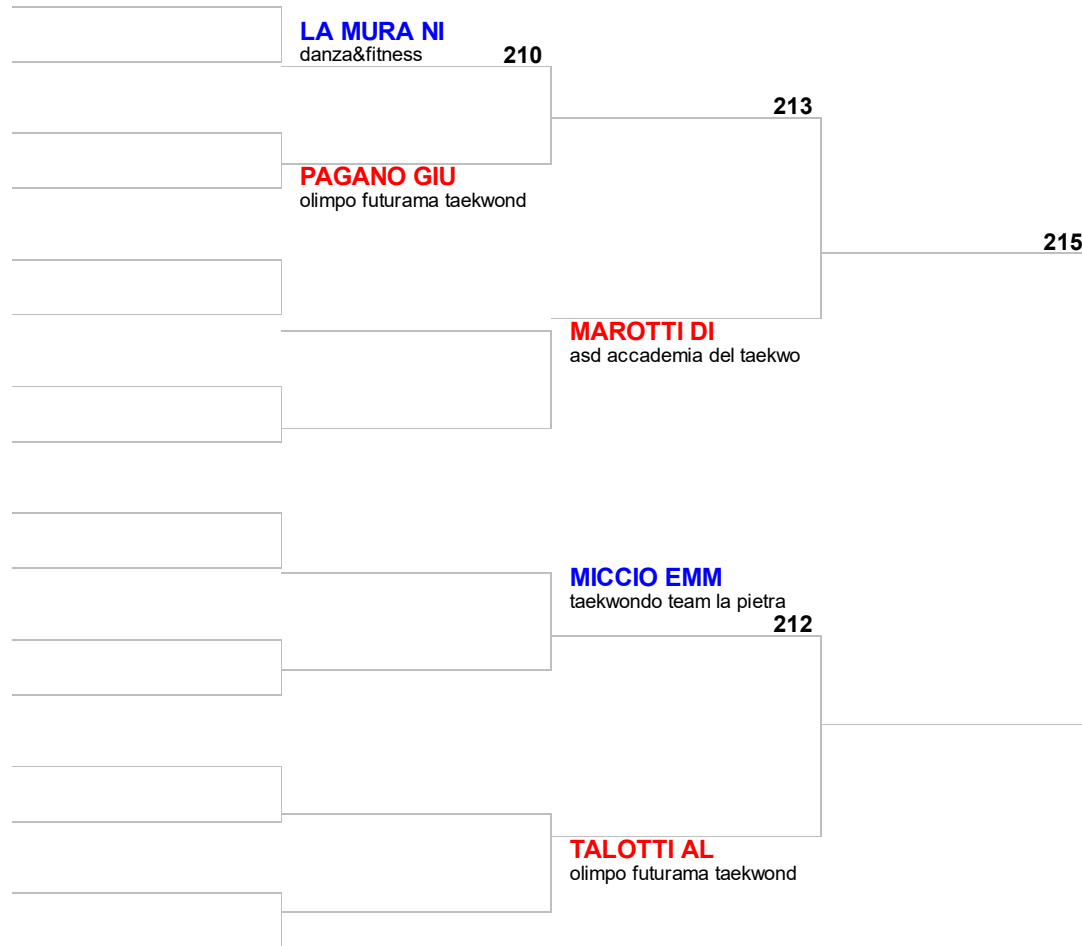 LA MURA NI
danza&fitness
210
213
PAGANO GIU
olimpo futurama taekwond
215
MAROTTI DI
asd accademia del taekwo
MICCIO EMM
taekwondo team la pietra
212
TALOTTI AL
olimpo futurama taekwond